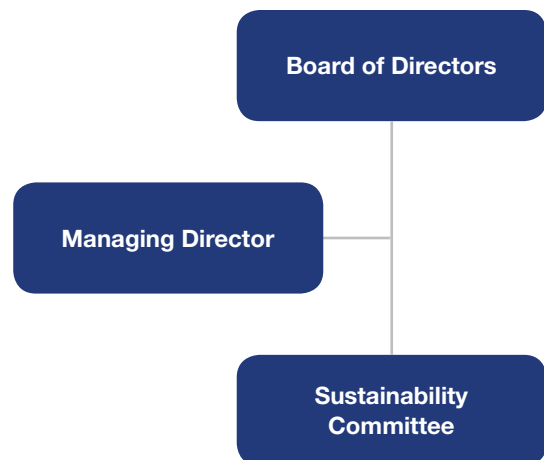 Board of Directors
Managing Director
Sustainability
Committee